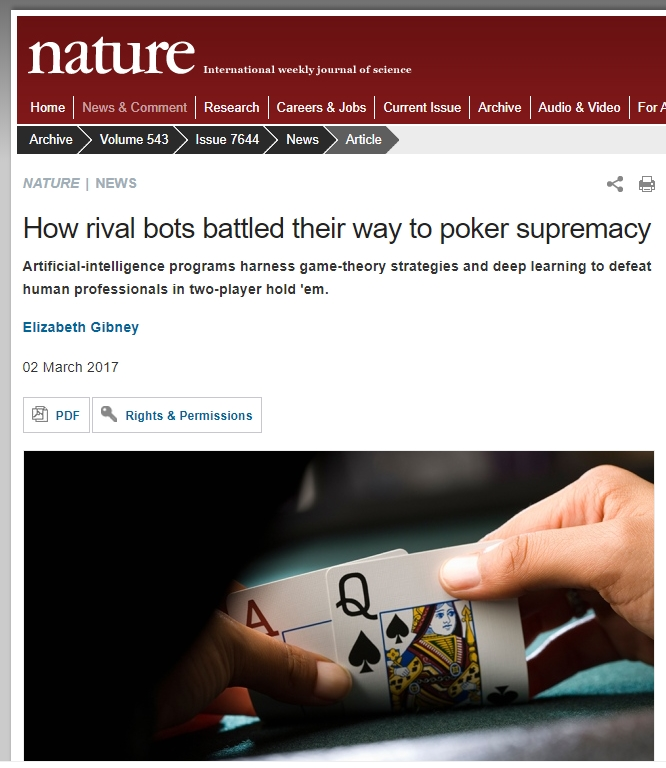 nature International weekly journal of science
Home News & Comment Research Careers & Jobs Current Issue Archive Audio & Video For A
Archive Volume 543 Issue 7644 News Article
NATURE | NEWS
How rival bots battled their way to poker supremacy
Artificial-intelligence programs harness game-theory strategies and deep learning to defeat
human professionals in two-player hold 'em.
Elizabeth Gibney
02 March 2017
PDF Rights & Permissions
A Q